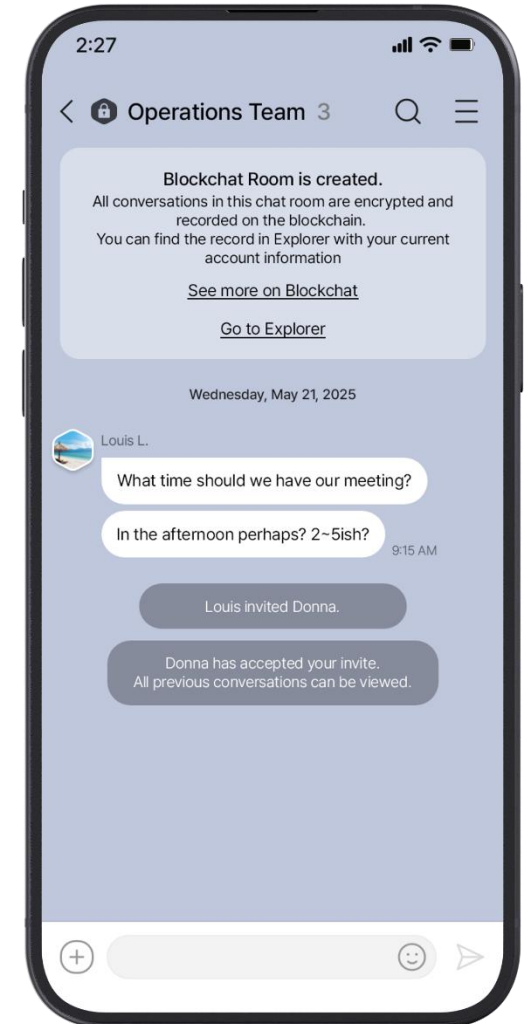 2:27
Operations Team 3
Blockchat Room is created.
All conversations in this chat room are encrypted and
recorded on the blockchain.
You can find the record in Explorer with your current
account information
See more on Blockchat
Go to Explorer
Wednesday, May 21, 2025
Louis L.
What time should we have our meeting?
In the afternoon perhaps? 2~5ish?
9:15 AM
Louis invited Donna.
Donna has accepted your invite.
All previous conversations can be viewed.